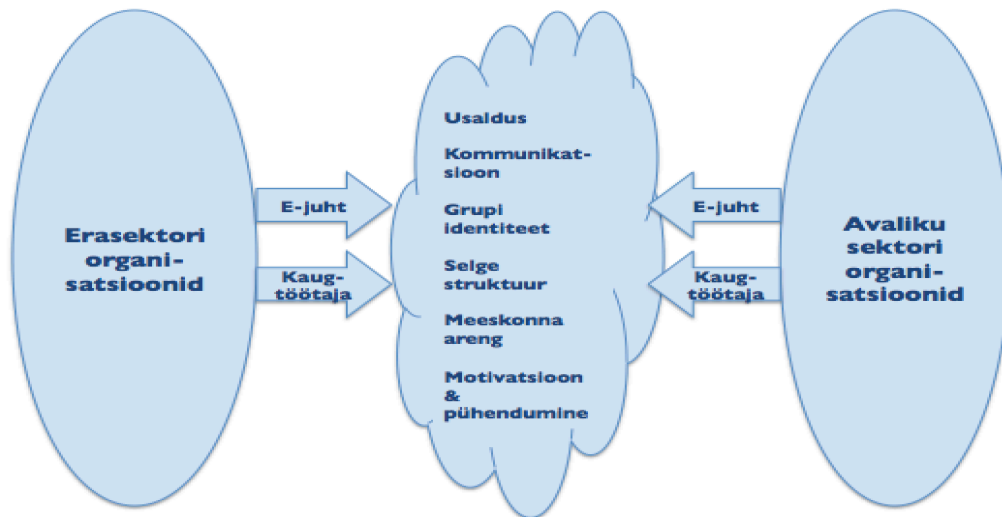 Erasektori
organi-
satsioonid
E-juht
Kaug-
töötaja
Usaldus
Kommunikat-
sioon
Grupi
identiteet
Selge
struktuur
Meeskonna
areng
Motivatsioon
&
pühendumine
E-juht
Kaug-
töötaja
Avaliku
sektori
organi-
satsioonid